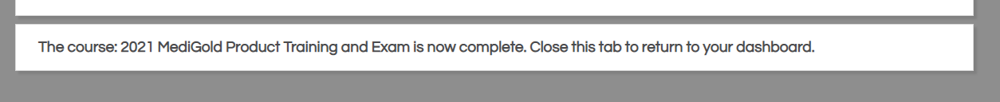 The course: 2021 MediGold Product Training and Exam is now complete. Close this tab to return to your dashboard.